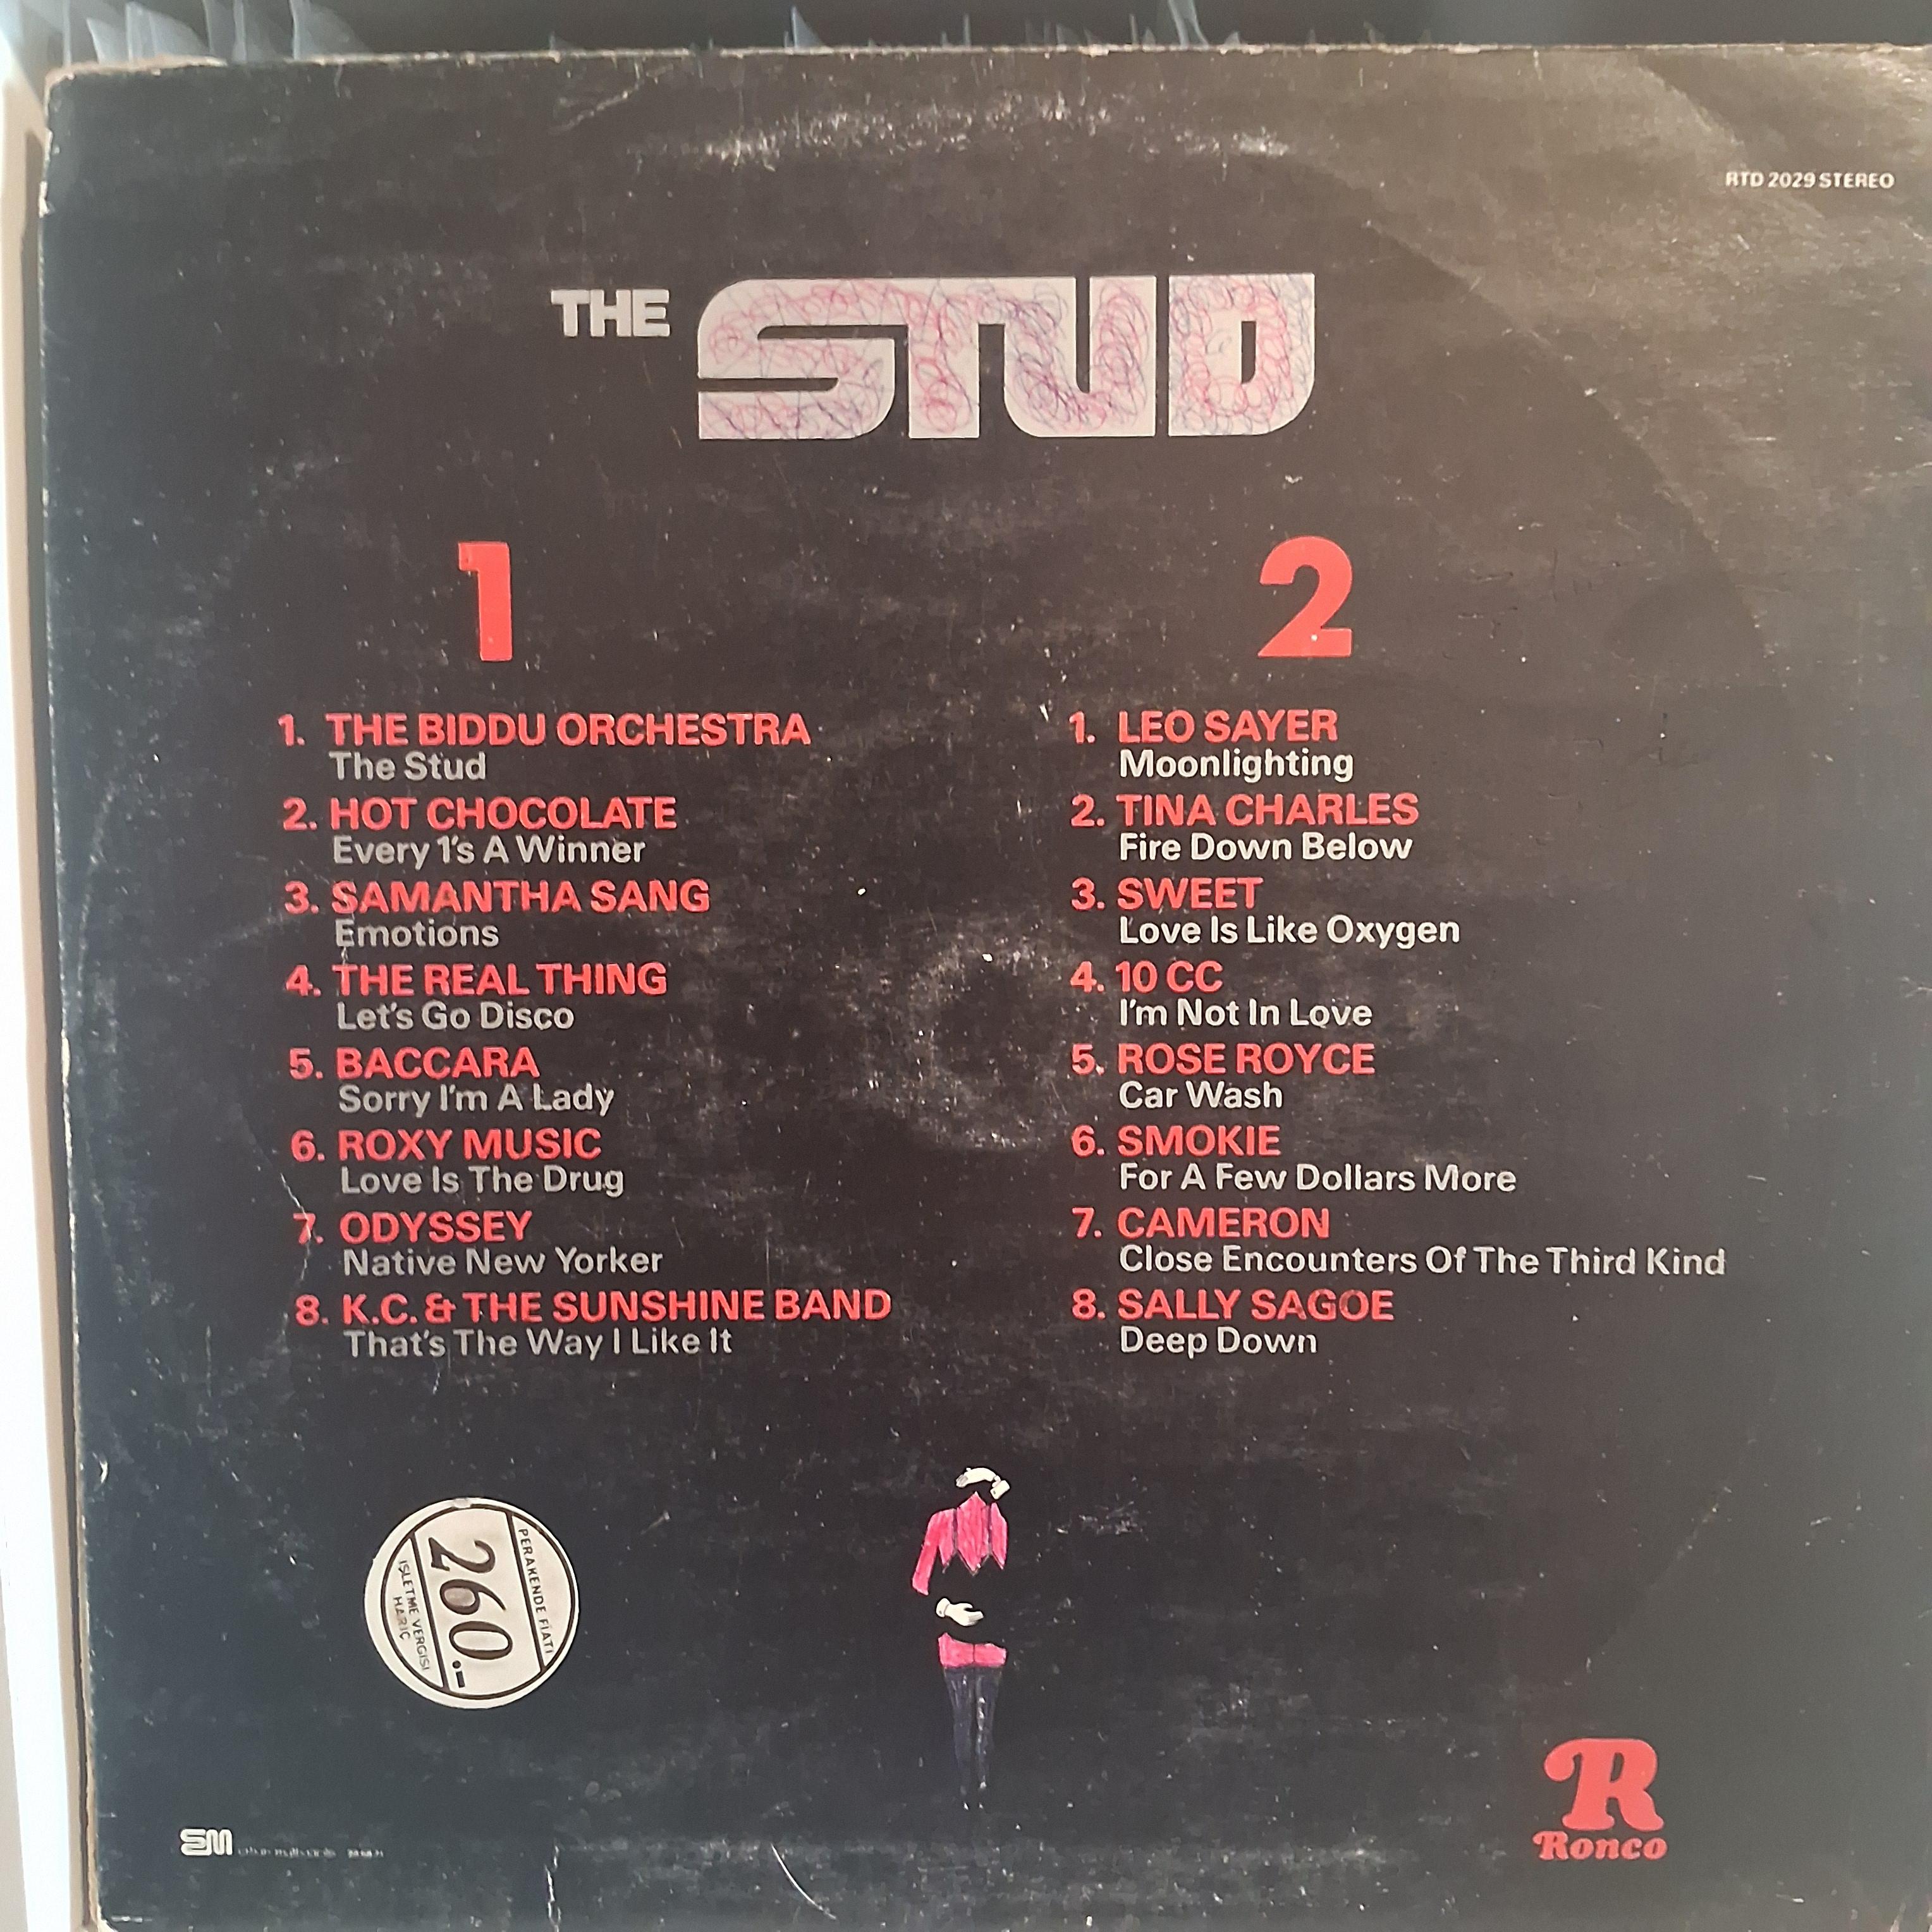 RTD 2029 STEREO
THE STUD
1
1. THE BIDDU ORCHESTRA
The Stud
2. HOT CHOCOLATE
Every 1's A Winner
3. SAMANTHA SANG
Emotions
4. THE REAL THING
Let's Go Disco
5. BACCARA
Sorry I'm A Lady
6. ROXY MUSIC
Love Is The Drug
7. ODYSSEY
Native New Yorker
8. K.C. & THE SUNSHINE BAND
That's The Way I Like It
2
1. LEO SAYER
Moonlighting
2. TINA CHARLES
Fire Down Below
3. SWEET
Love Is Like Oxygen
4. 10 CC
I'm Not In Love
5. ROSE ROYCE
Car Wash
6. SMOKIE
For A Few Dollars More
7. CAMERON
Close Encounters Of The Third Kind
8. SALLY SAGOE
Deep Down
PERAKENDE FİATI
260.-
İŞLETME VERGİSİ
HARİÇ
SM
R
Ronco